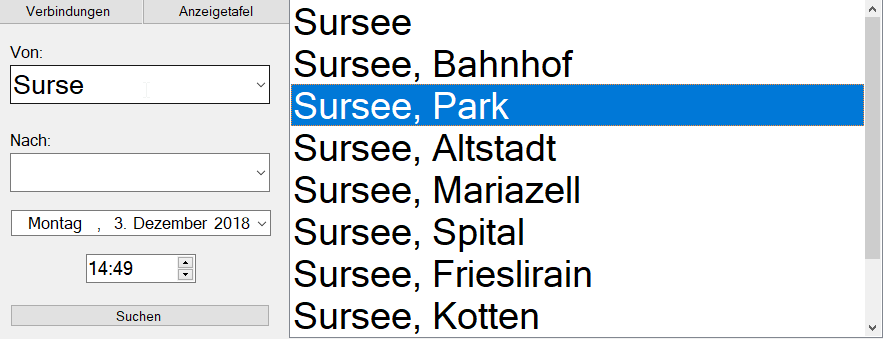 Verbindungen Anzeigetafel
Von:
Surse
Nach:
Montag , 3. Dezember 2018
14:49
Suchen
Sursee
Sursee, Bahnhof
Sursee, Park
Sursee, Altstadt
Sursee, Mariazell
Sursee, Spital
Sursee, Frieslirain
Sursee, Kotten